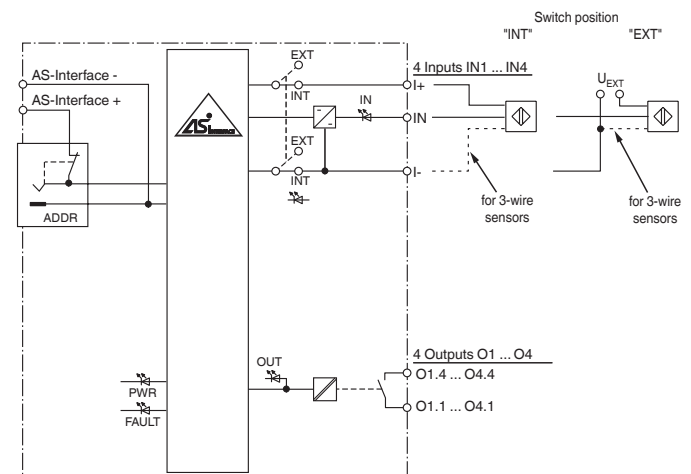 Switch position
"INT" "EXT"
AS-Interface -
AS-Interface +
ADDR
AS INTERFACE
EXT
INT
EXT
INT
IN
4 Inputs IN1 ... IN4
I+
IN
I-
UEXT
for 3-wire
sensors
for 3-wire
sensors
PWR
FAULT
OUT
4 Outputs O1 ... O4
O1.4 ... O4.4
O1.1 ... O4.1